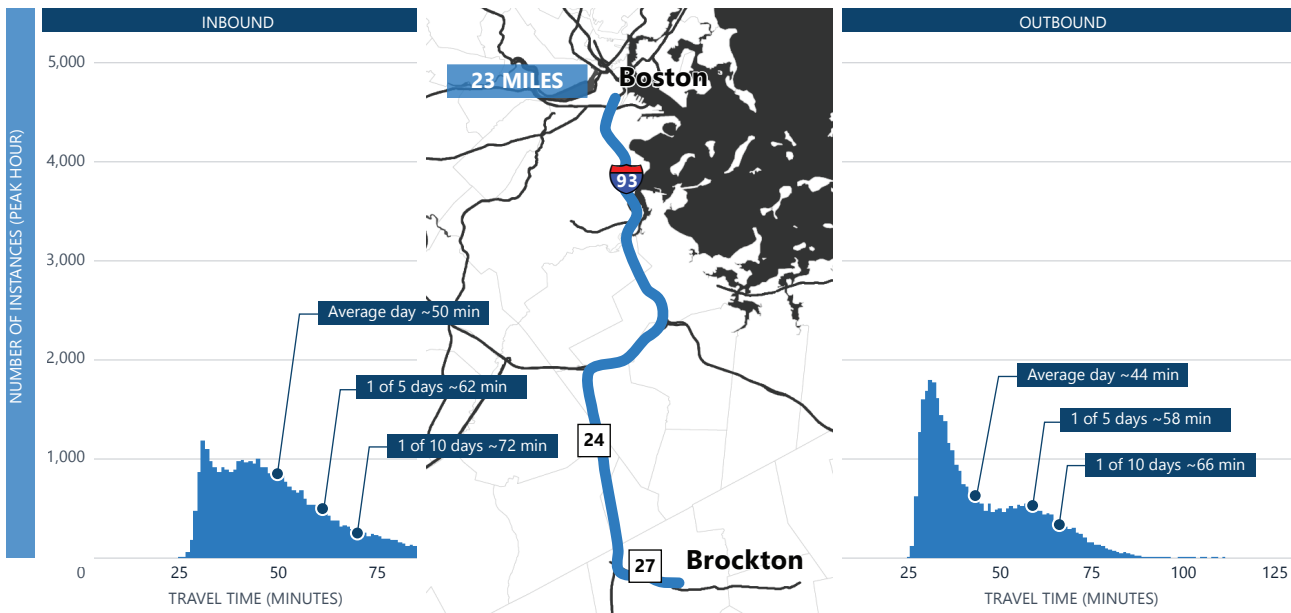 INBOUND
NUMBER OF INSTANCES (PEAK HOUR)
5,000
4,000
3,000
2,000
1,000
0
Average day ~50 min
1 of 5 days ~62 min
1 of 10 days ~72 min
25
50
75
TRAVEL TIME (MINUTES)
23 MILES
Boston
93
24
27
Brockton
OUTBOUND
Average day ~44 min
1 of 5 days ~58 min
1 of 10 days ~66 min
25
50
75
100
125
TRAVEL TIME (MINUTES)